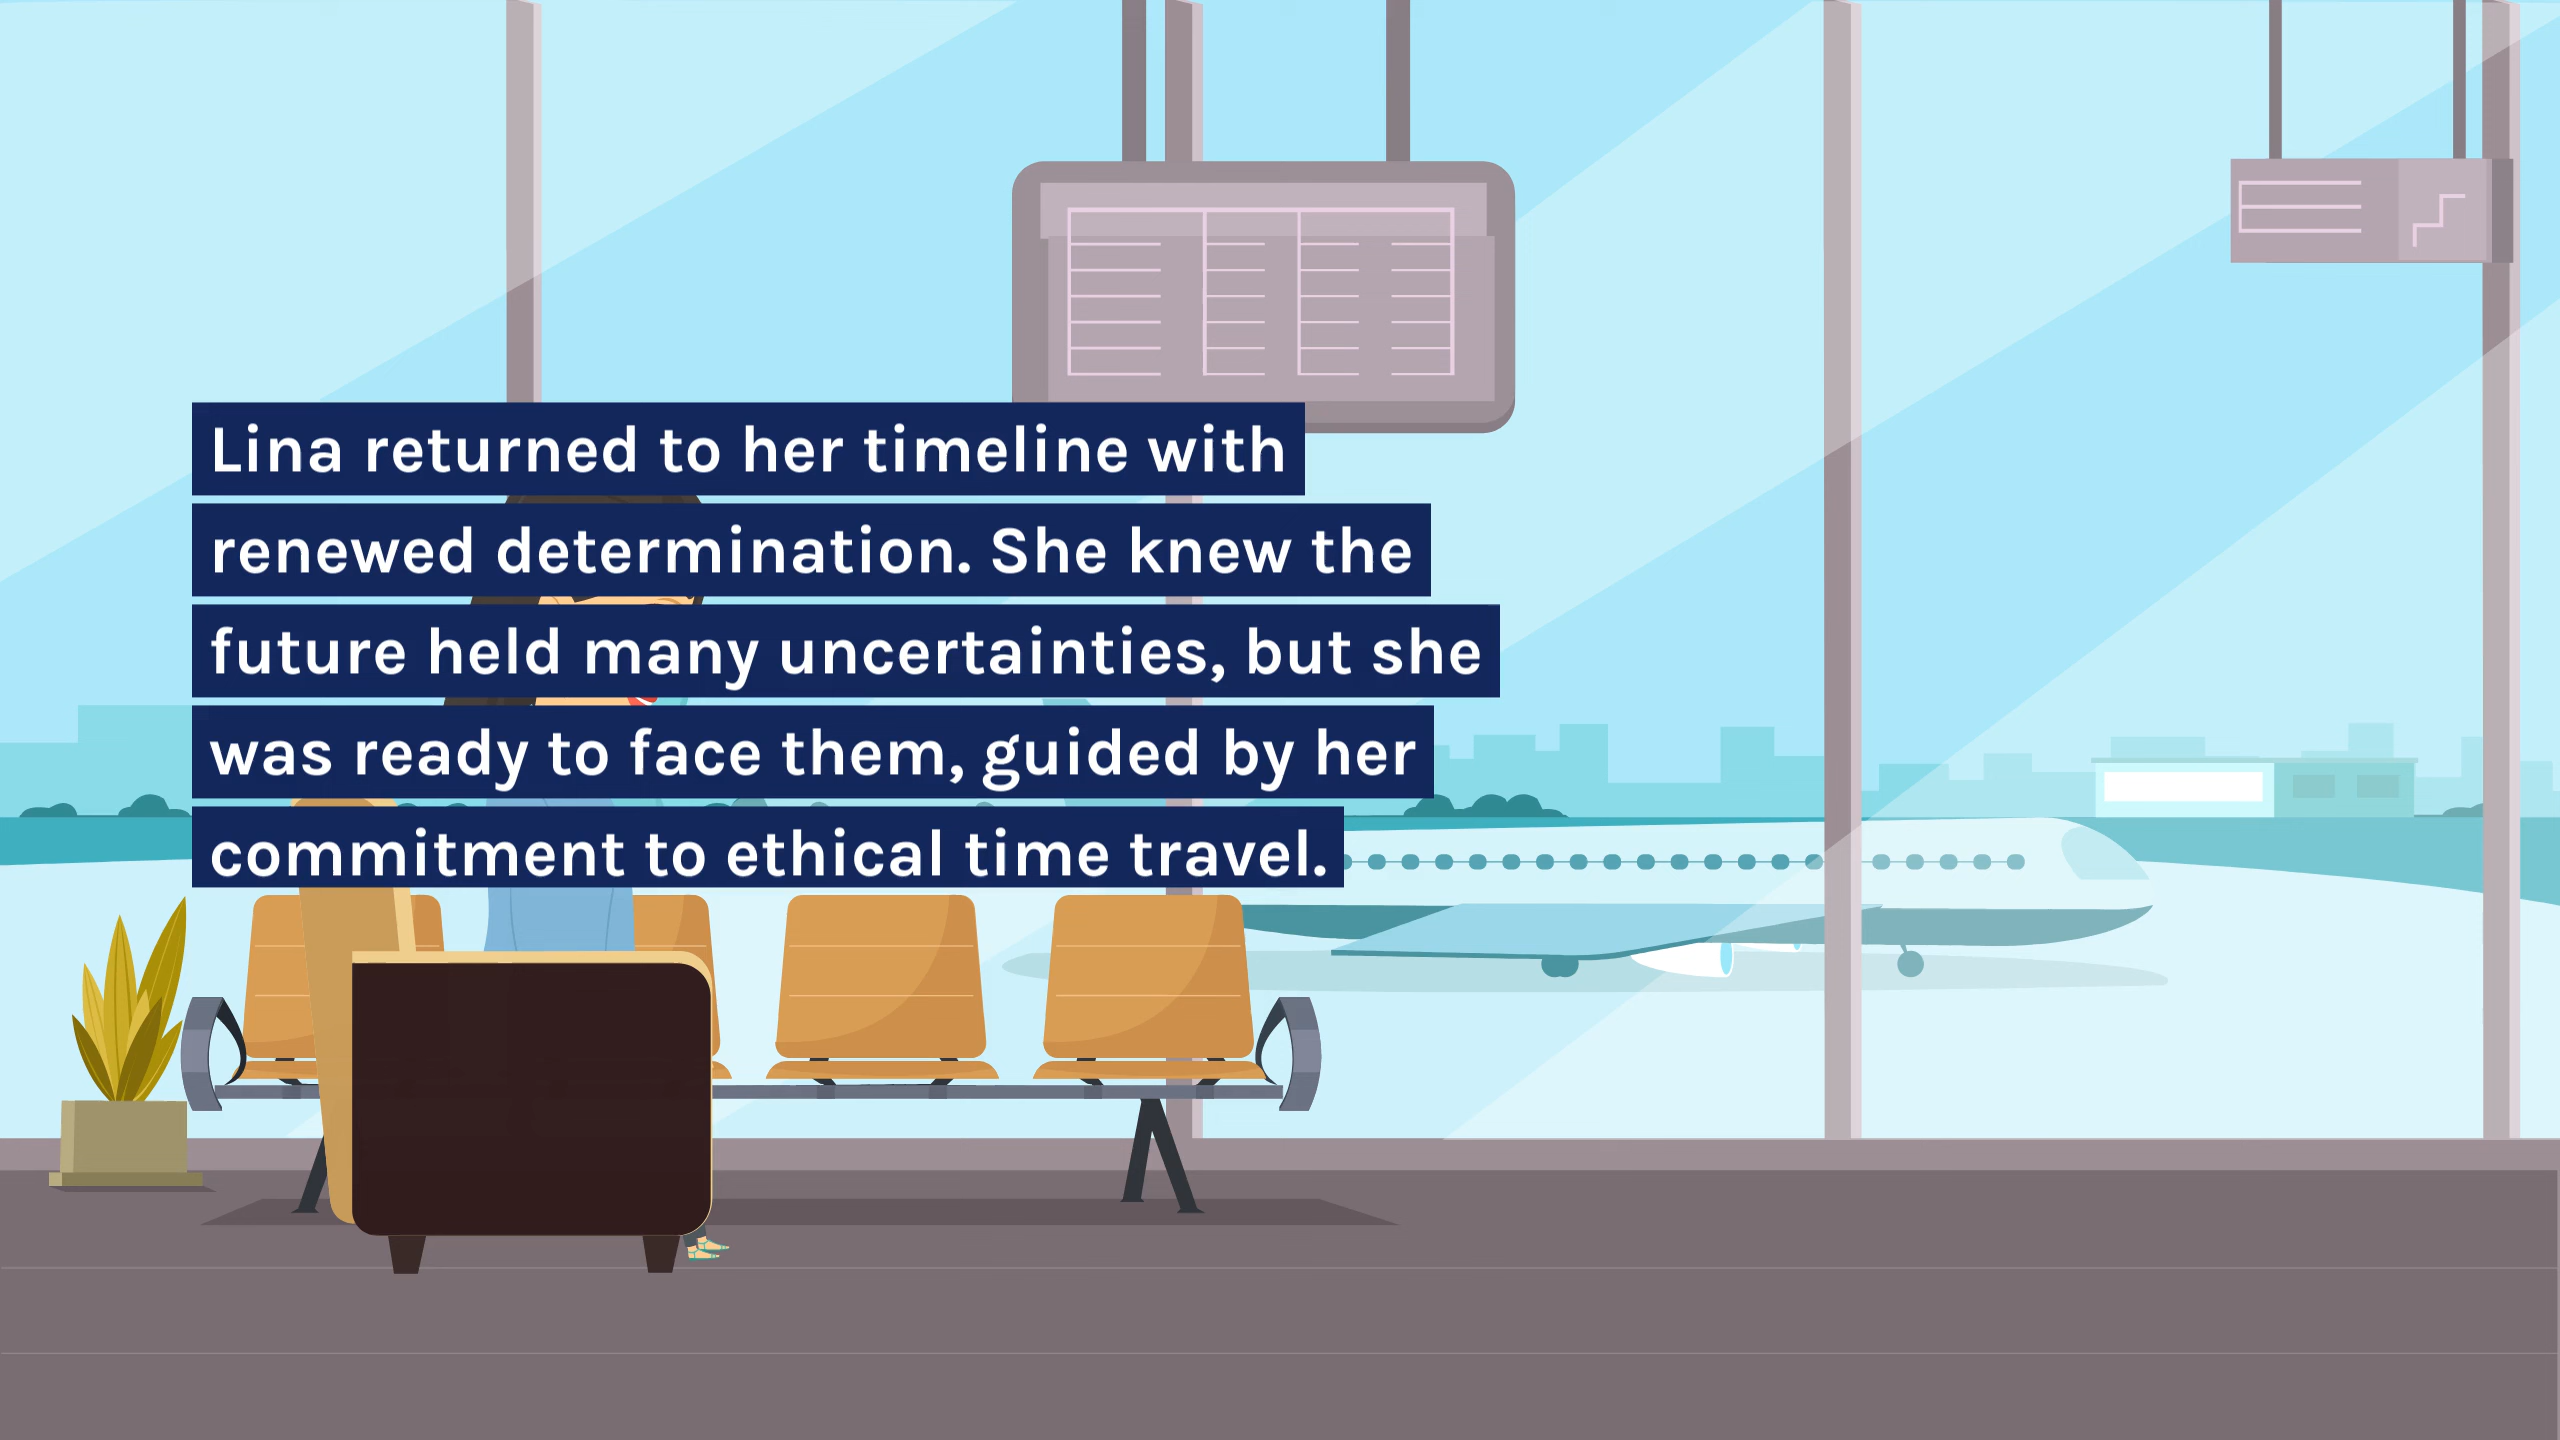 Lina returned to her timeline with
renewed determination. She knew the
future held many uncertainties, but she
was ready to face them, guided by her
commitment to ethical time travel.